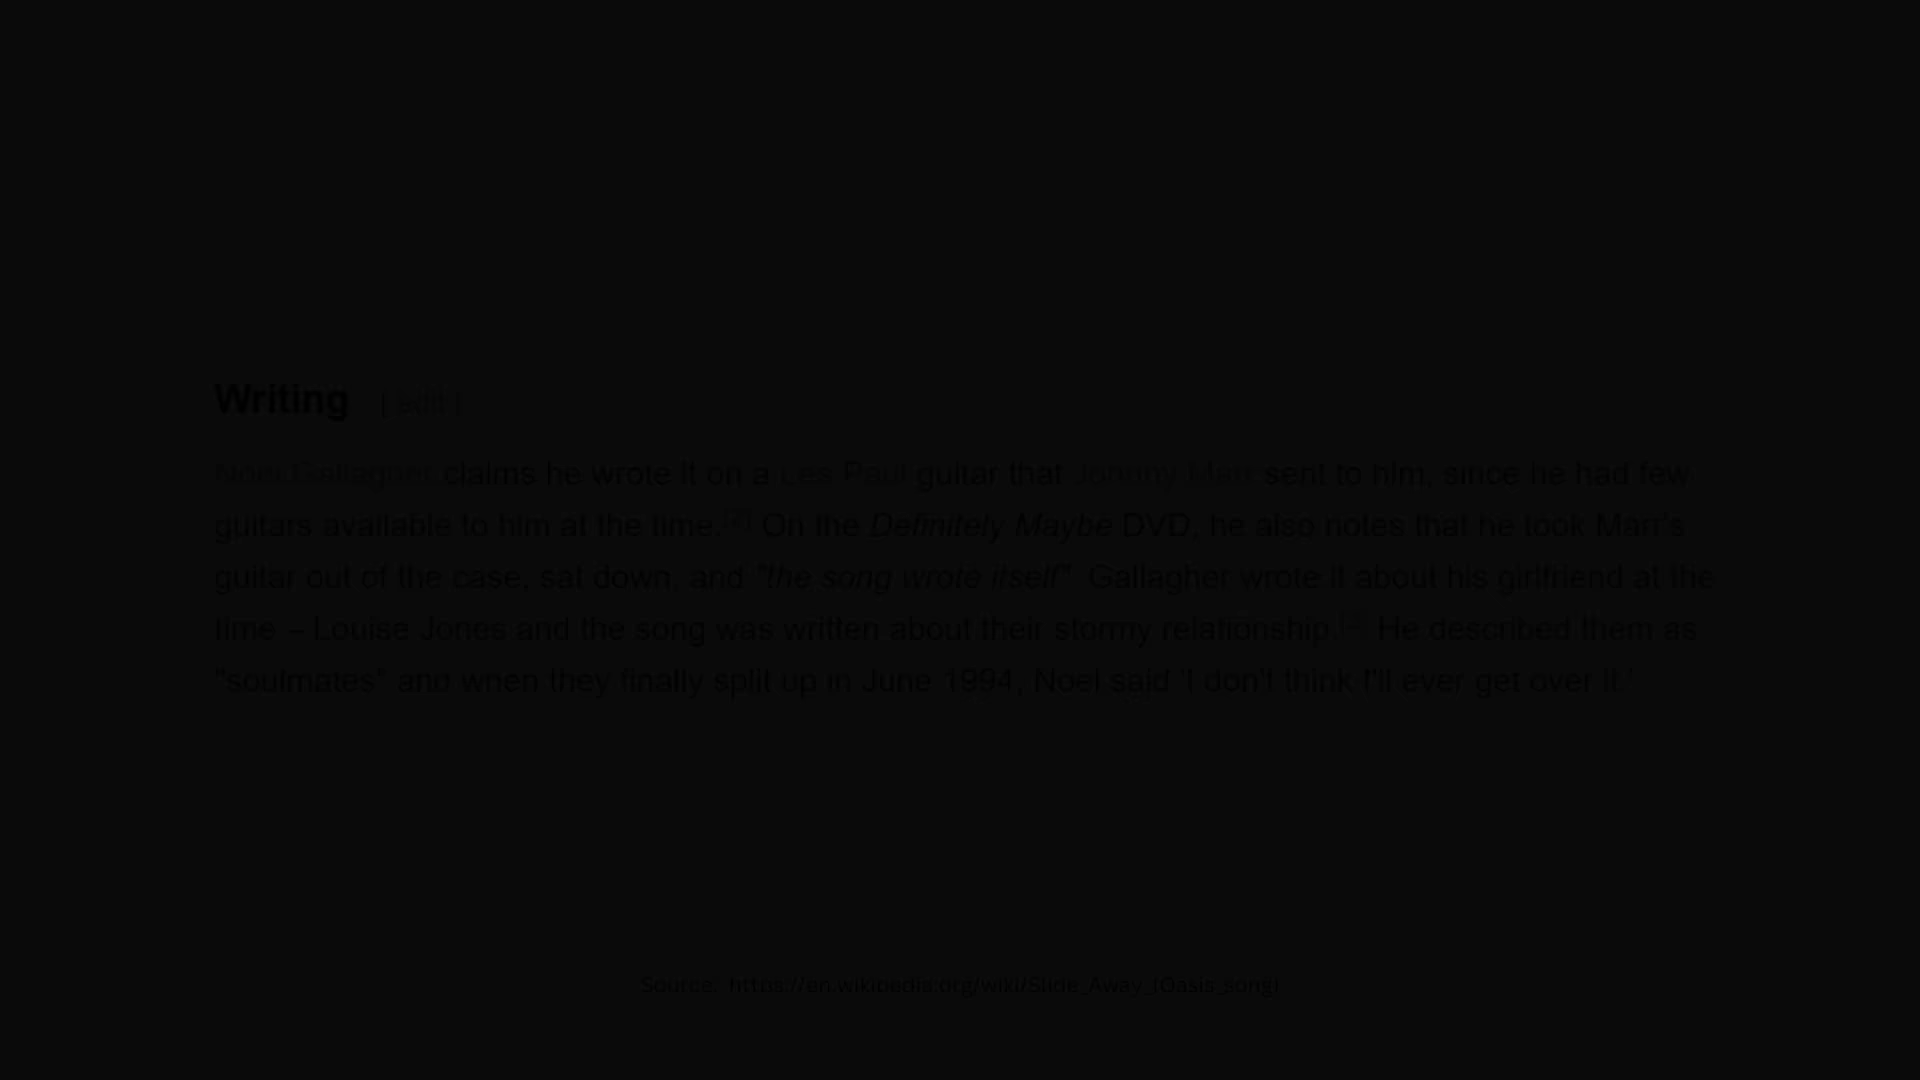 Writing [ edit ]
Noel Gallagher claims he wrote it on a Les Paul guitar that Johnny Marr sent to him, since he had few
guitars available to him at the time. On the Definitely Maybe DVD, he also notes that he took Marr's
guitar out of the case, sat down, and "the song wrote itself". Gallagher wrote it about his girlfriend at the
time – Louise Jones and the song was written about their stormy relationship. He described them as
"soulmates" and when they finally split up in June 1994, Noel said 'I don't think I'll ever get over it.'
Source: https://en.wikipedia.org/wiki/Slide_Away_(Oasis_song)